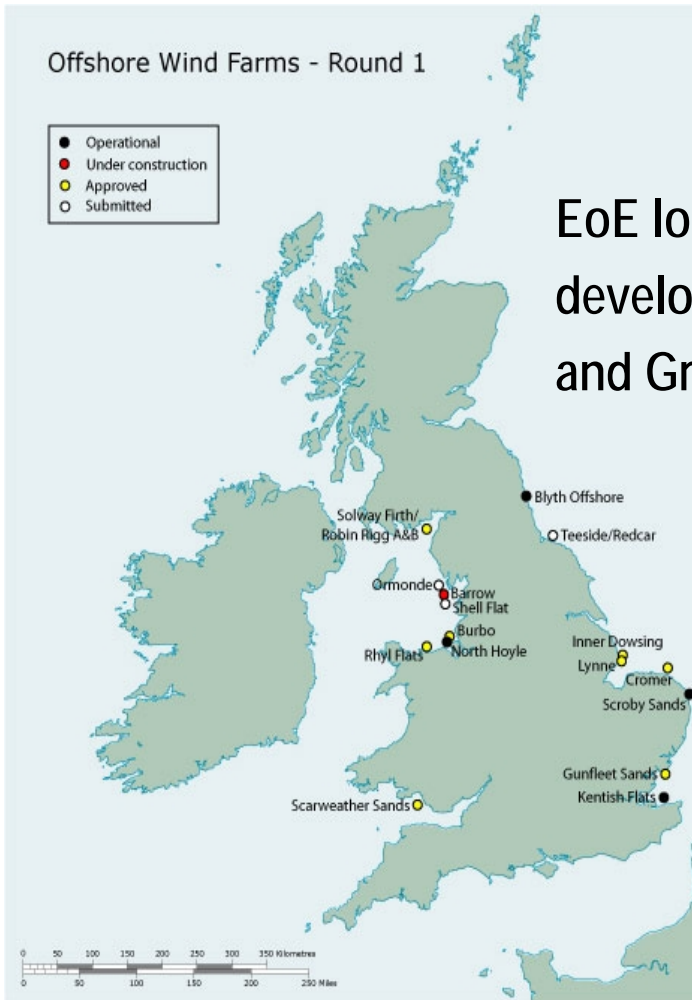 Offshore Wind Farms - Round 1
Operational
Under construction
Approved
Submitted
EoE lo
develo
and Gr
Blyth Offshore
Solway Firth/
Robin Rigg A&B
Teeside/Redcar
Ormonde
Barrow
Shell Flat
Burbo
North Hoyle
Rhyl Flats
Inner Dowsing
Lynne
Cromer
Scroby Sands
Gunfleet Sands
Kentish Flats
Scarweather Sands
0 50 100 150 200 250 300 350 Kilometres
0 50 100 150 200 250 Miles